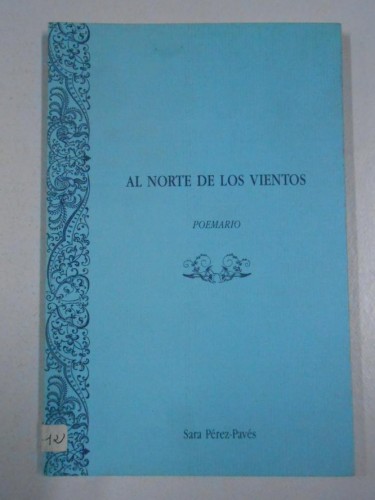 AL NORTE DE LOS VIENTOS
POEMARIO
Sara Pérez-Pavés
12